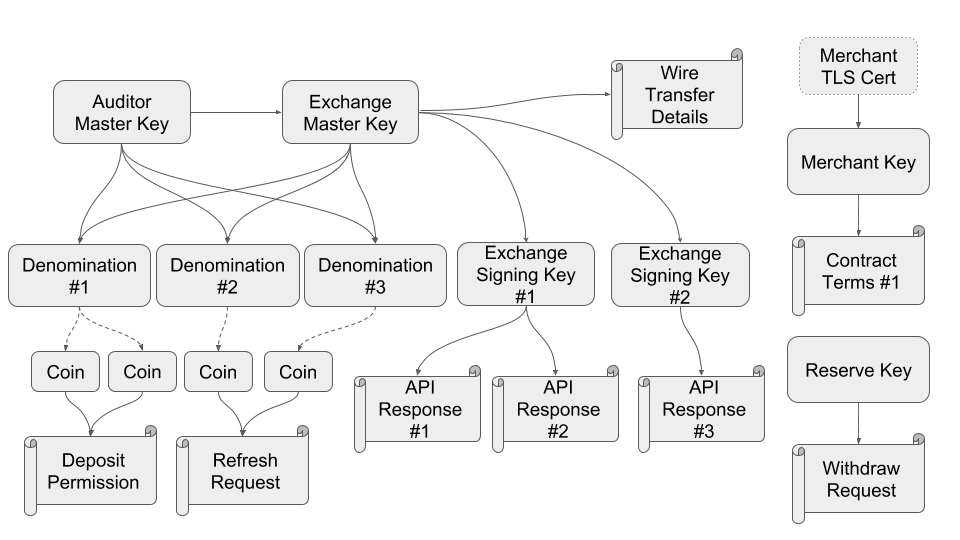 Auditor
Master Key
Exchange
Master Key
Wire
Transfer
Details
Merchant
TLS Cert
Merchant Key
Denomination
#1
Denomination
#2
Denomination
#3
Exchange
Signing Key
#1
Exchange
Signing Key
#2
Contract
Terms #1
Coin
Coin
Coin
Coin
API
Response
#1
API
Response
#2
API
Response
#3
Reserve Key
Deposit
Permission
Refresh
Request
Withdraw
Request